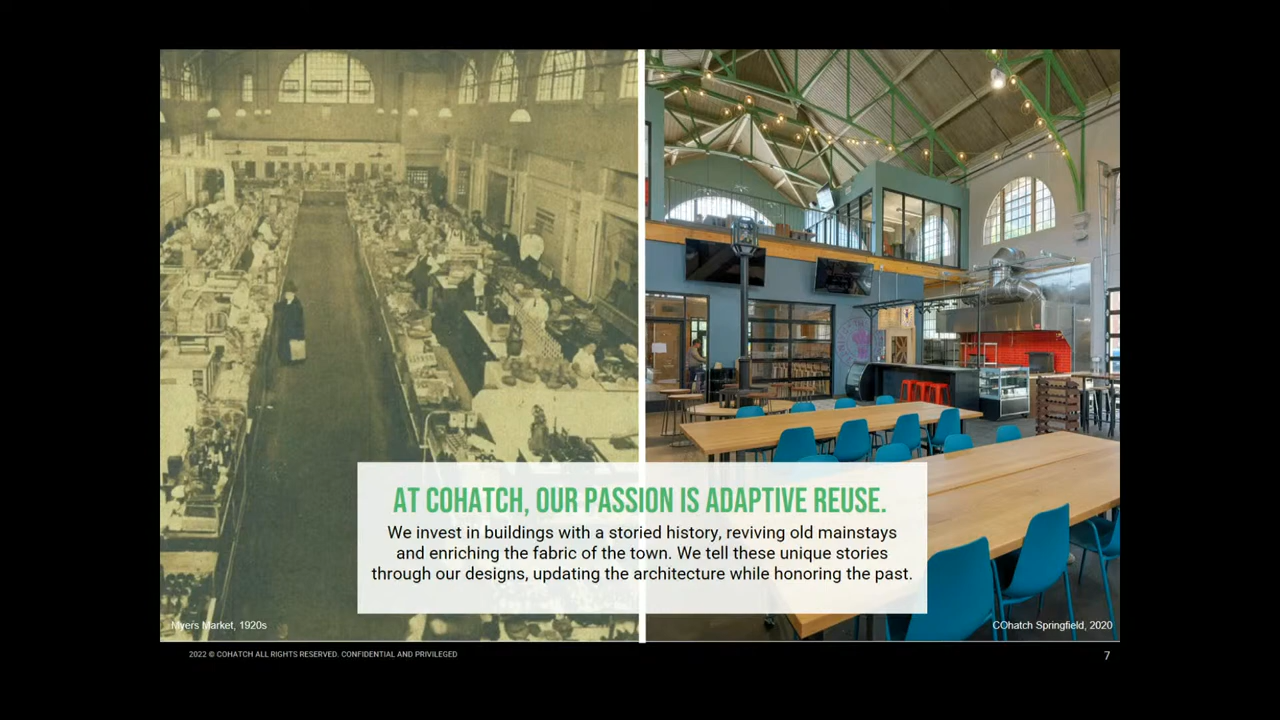 AT COHATCH, OUR PASSION IS ADAPTIVE REUSE.
We invest in buildings with a storied history, reviving old mainstays
and enriching the fabric of the town. We tell these unique stories
through our designs, updating the architecture while honoring the past.
Myers Market, 1920s
COhatch Springfield, 2020
2022 © COHATCH ALL RIGHTS RESERVED. CONFIDENTIAL AND PRIVILEGED
7